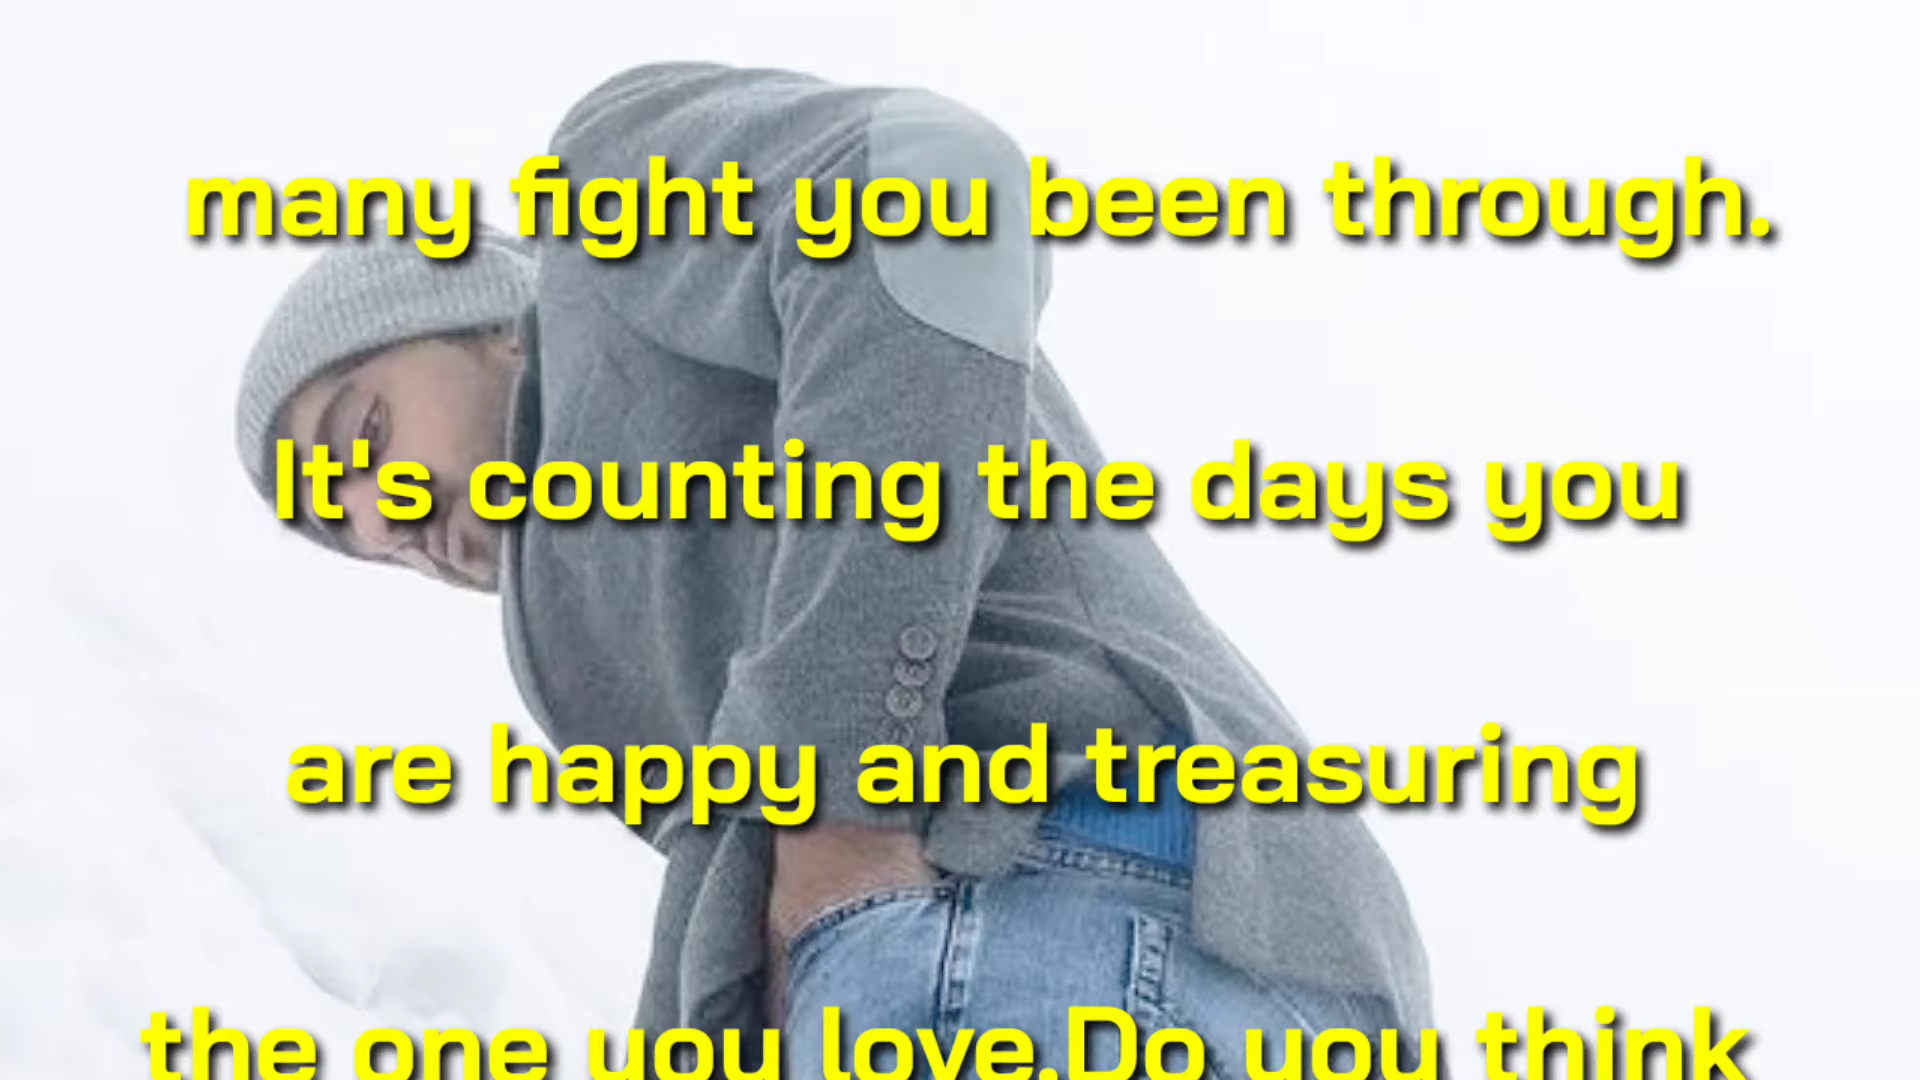 many fight you been through.
It's counting the days you
are happy and treasuring
the one you love.Do you think